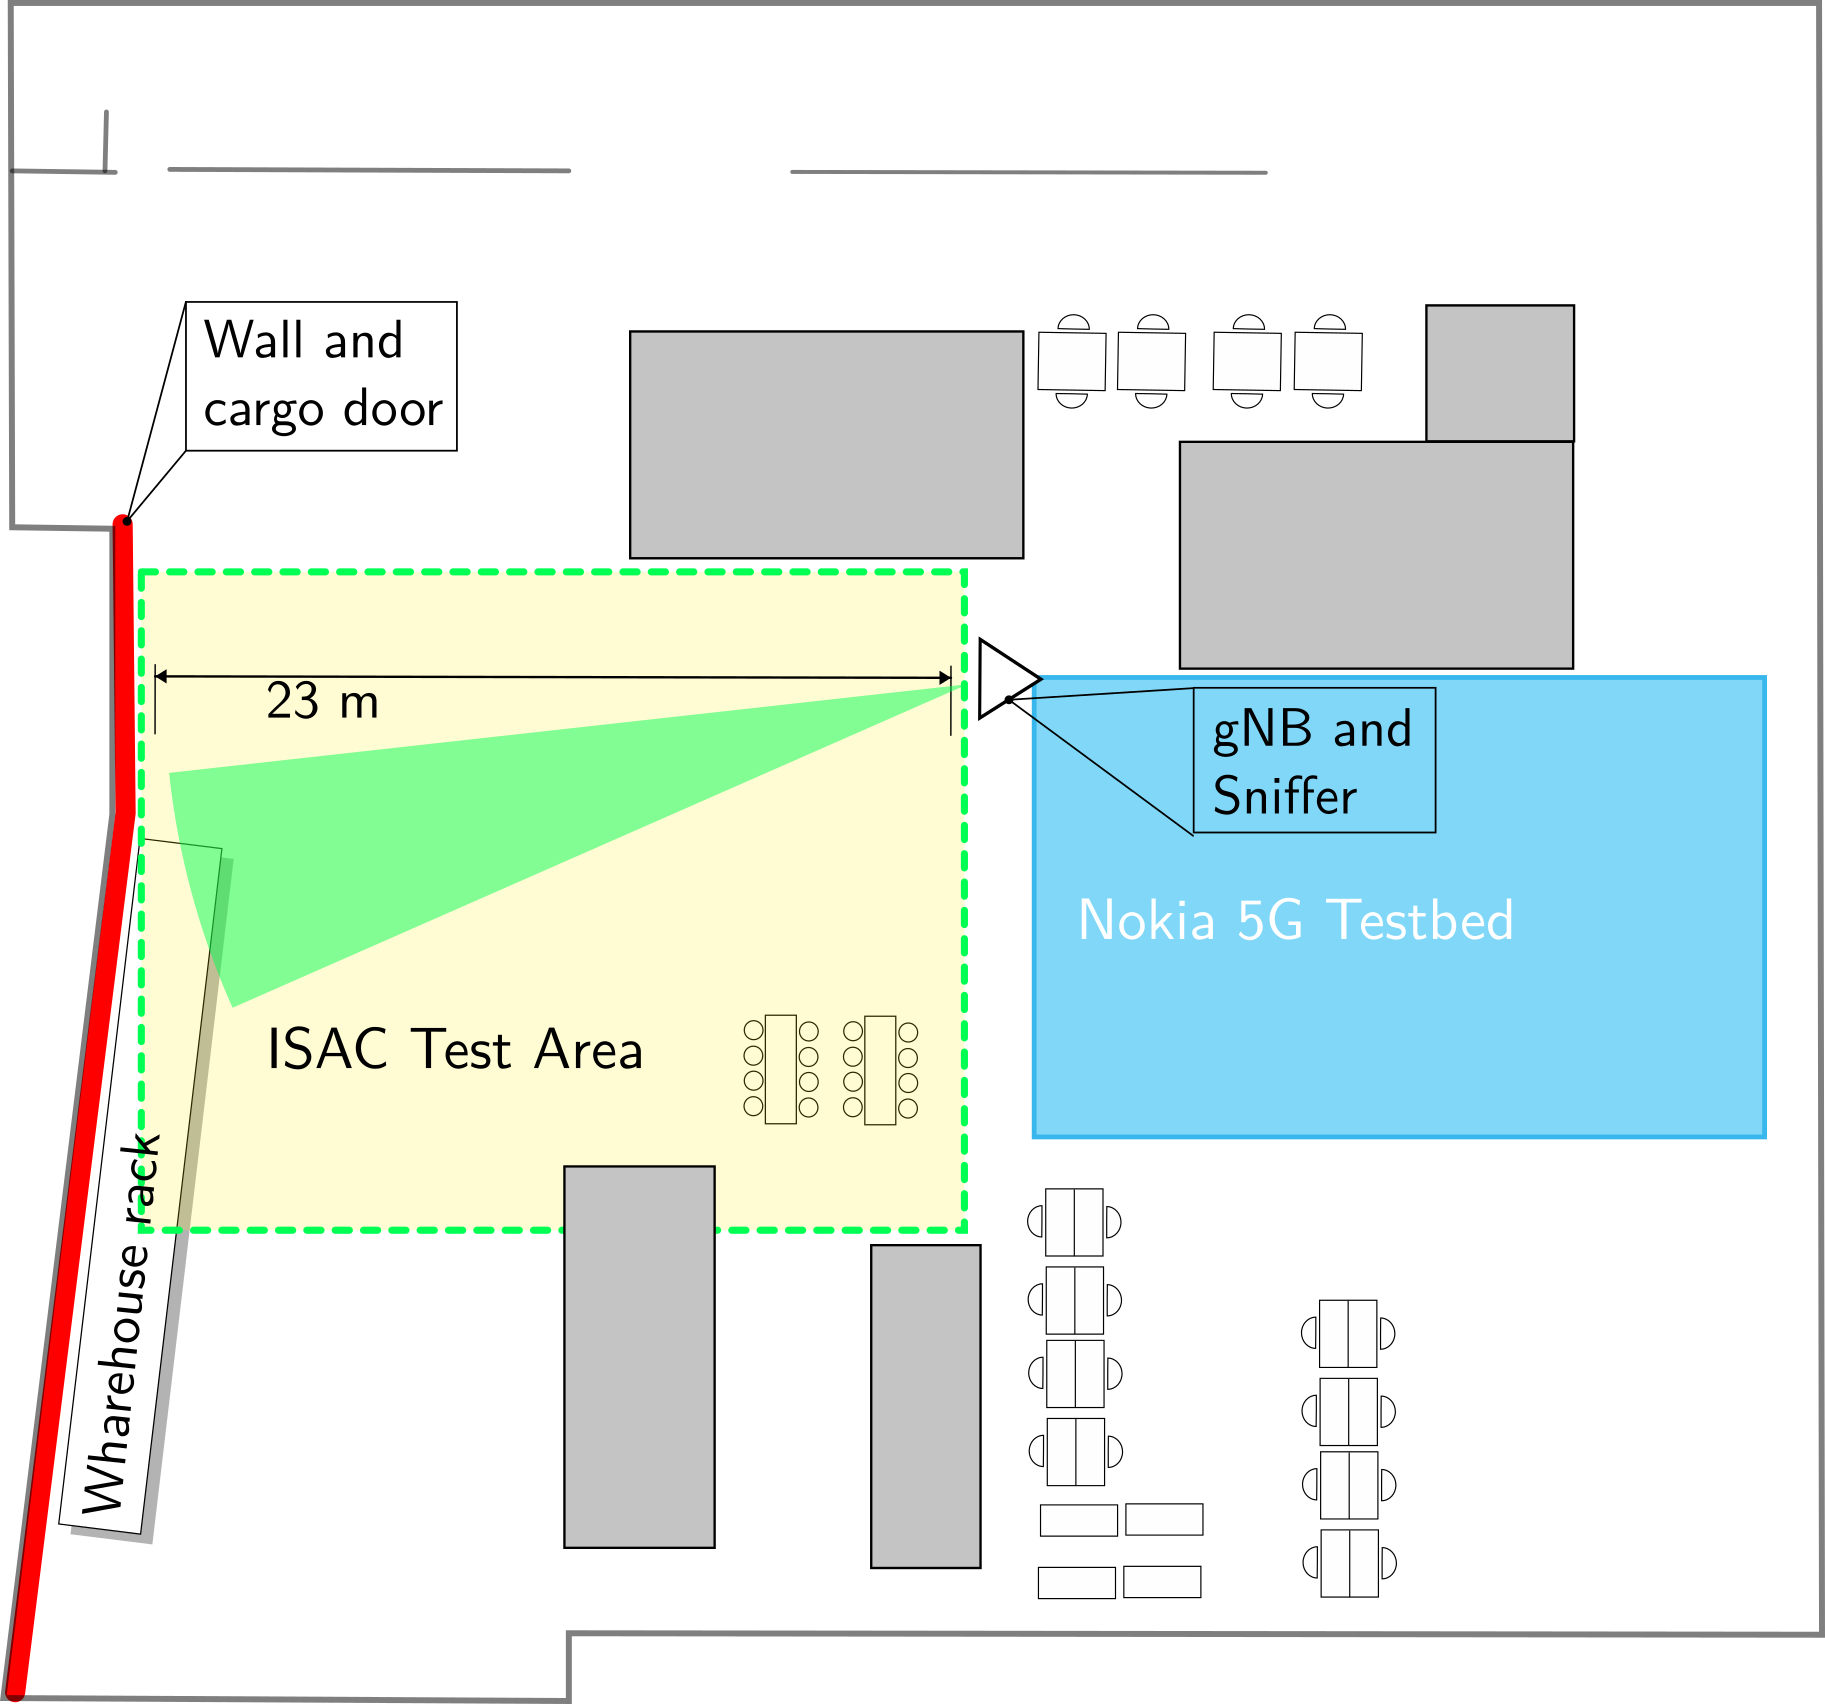 Wall and
cargo door
23 m
gNB and
Sniffer
Nokia 5G Testbed
ISAC Test Area
Wharehouse rack